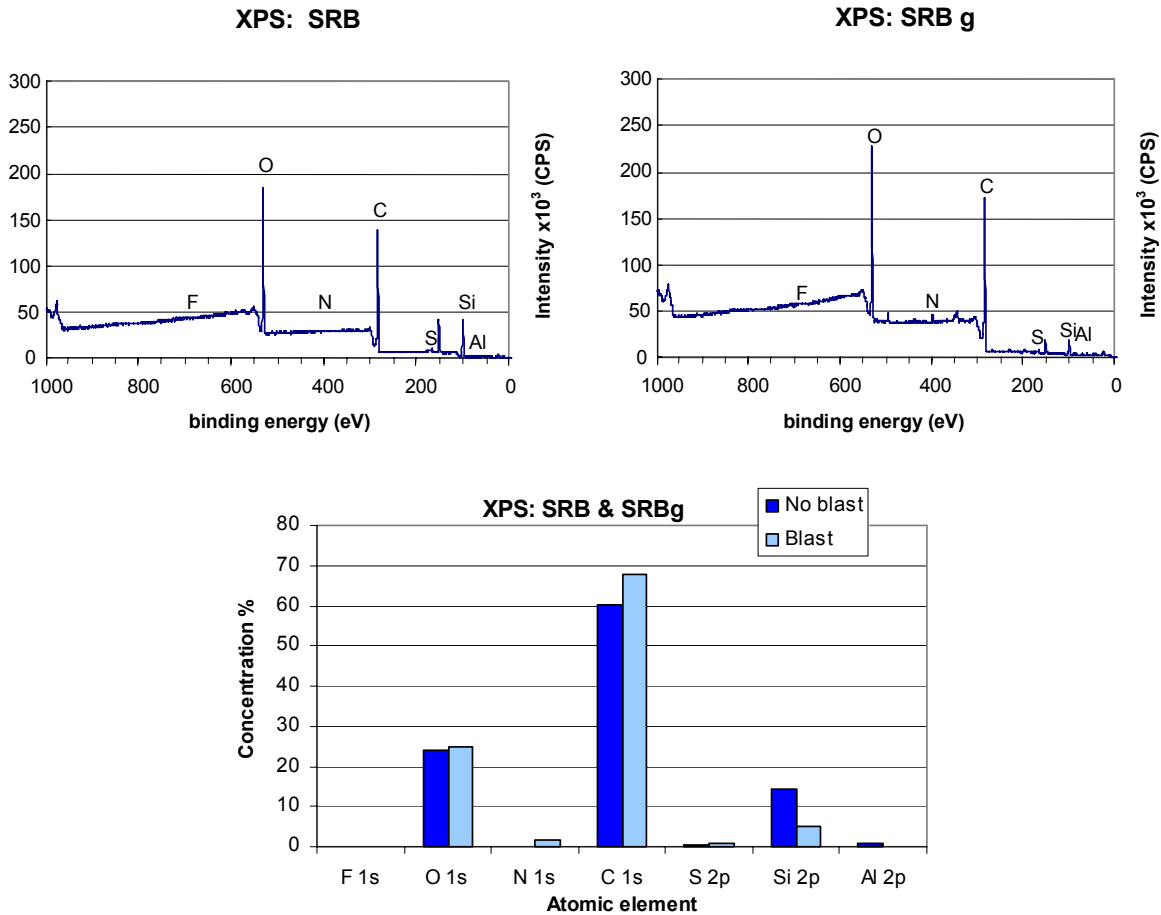 XPS: SRB
300
250
200
150
100
50
0
1000 800 600 400 200 0
F O N C S Si Al
binding energy (eV)
Intensity x10³ (CPS)
XPS: SRB g
300
250
200
150
100
50
0
1000 800 600 400 200 0
F O N C S Si Al
binding energy (eV)
Intensity x10³ (CPS)
XPS: SRB & SRBg
No blast
Blast
80
70
60
50
40
30
20
10
0
Concentration %
F 1s O 1s N 1s C 1s S 2p Si 2p Al 2p
Atomic element